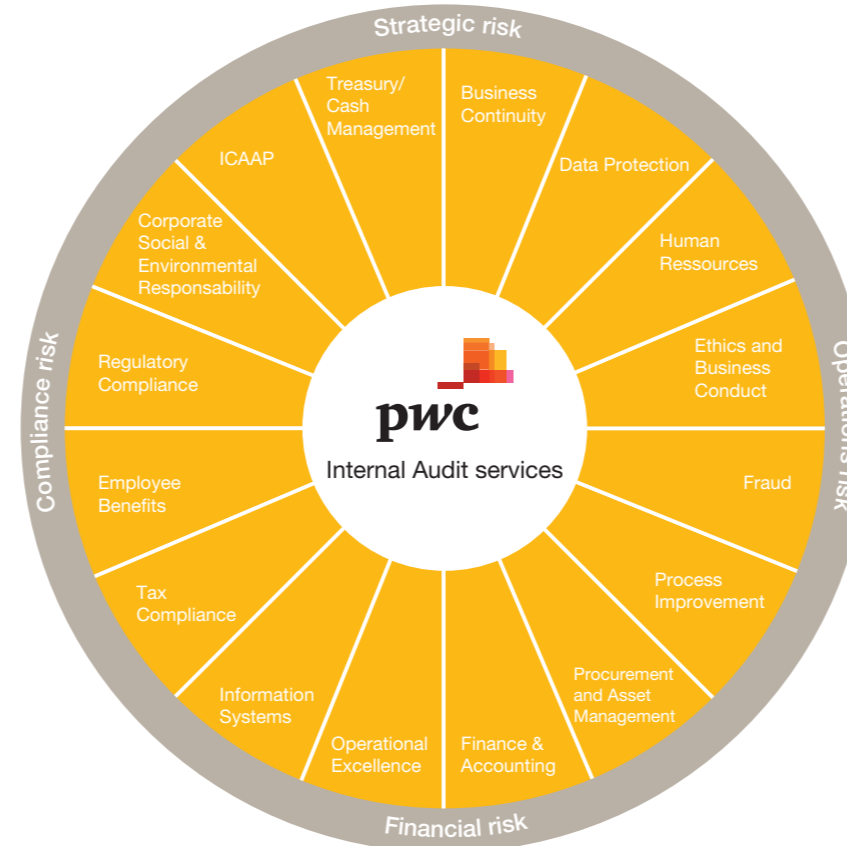 Strategic risk
Treasury/
Cash
Management
Business
Continuity
ICAAP
Data Protection
Corporate
Social &
Environmental
Responsability
Human
Ressources
Regulatory
Compliance
Ethics and
Business
Conduct
Compliance risk
Operations risk
pwc
Internal Audit services
Employee
Benefits
Fraud
Tax
Compliance
Process
Improvement
Information
Systems
Procurement
and Asset
Management
Operational
Excellence
Finance &
Accounting
Financial risk